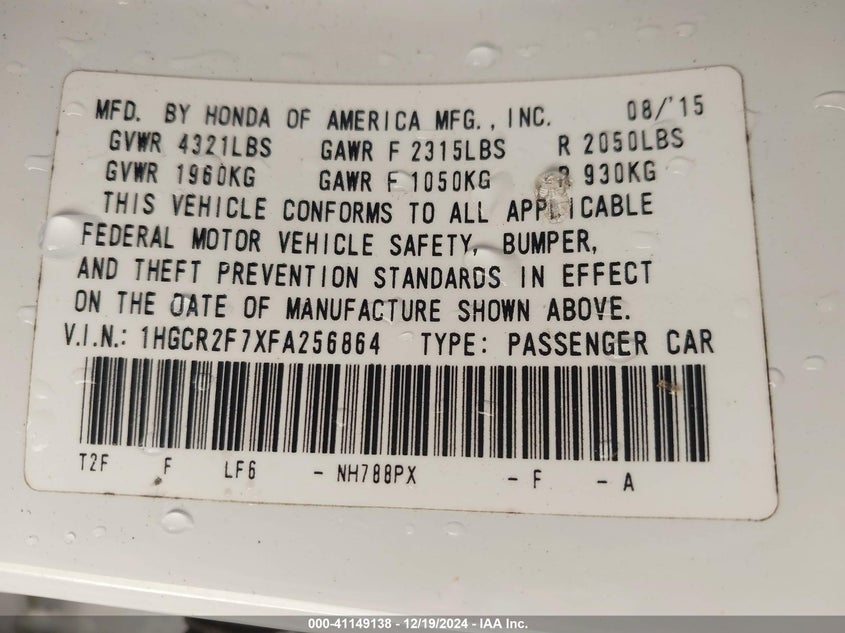 MFD. BY HONDA OF AMERICA MFG., INC. 08/'15
GVWR 4321LBS GAWR F 2315LBS R 2050LBS
GVWR 1960KG GAWR F 1050KG R 930KG
THIS VEHICLE CONFORMS TO ALL APPLICABLE
FEDERAL MOTOR VEHICLE SAFETY, BUMPER,
AND THEFT PREVENTION STANDARDS IN EFFECT
ON THE DATE OF MANUFACTURE SHOWN ABOVE.
V.I.N.: 1HGCR2F7XFA256864 TYPE: PASSENGER CAR
T2F F LF6 - NH788PX - F - A
000-41149138 - 12/19/2024 - IAA Inc.